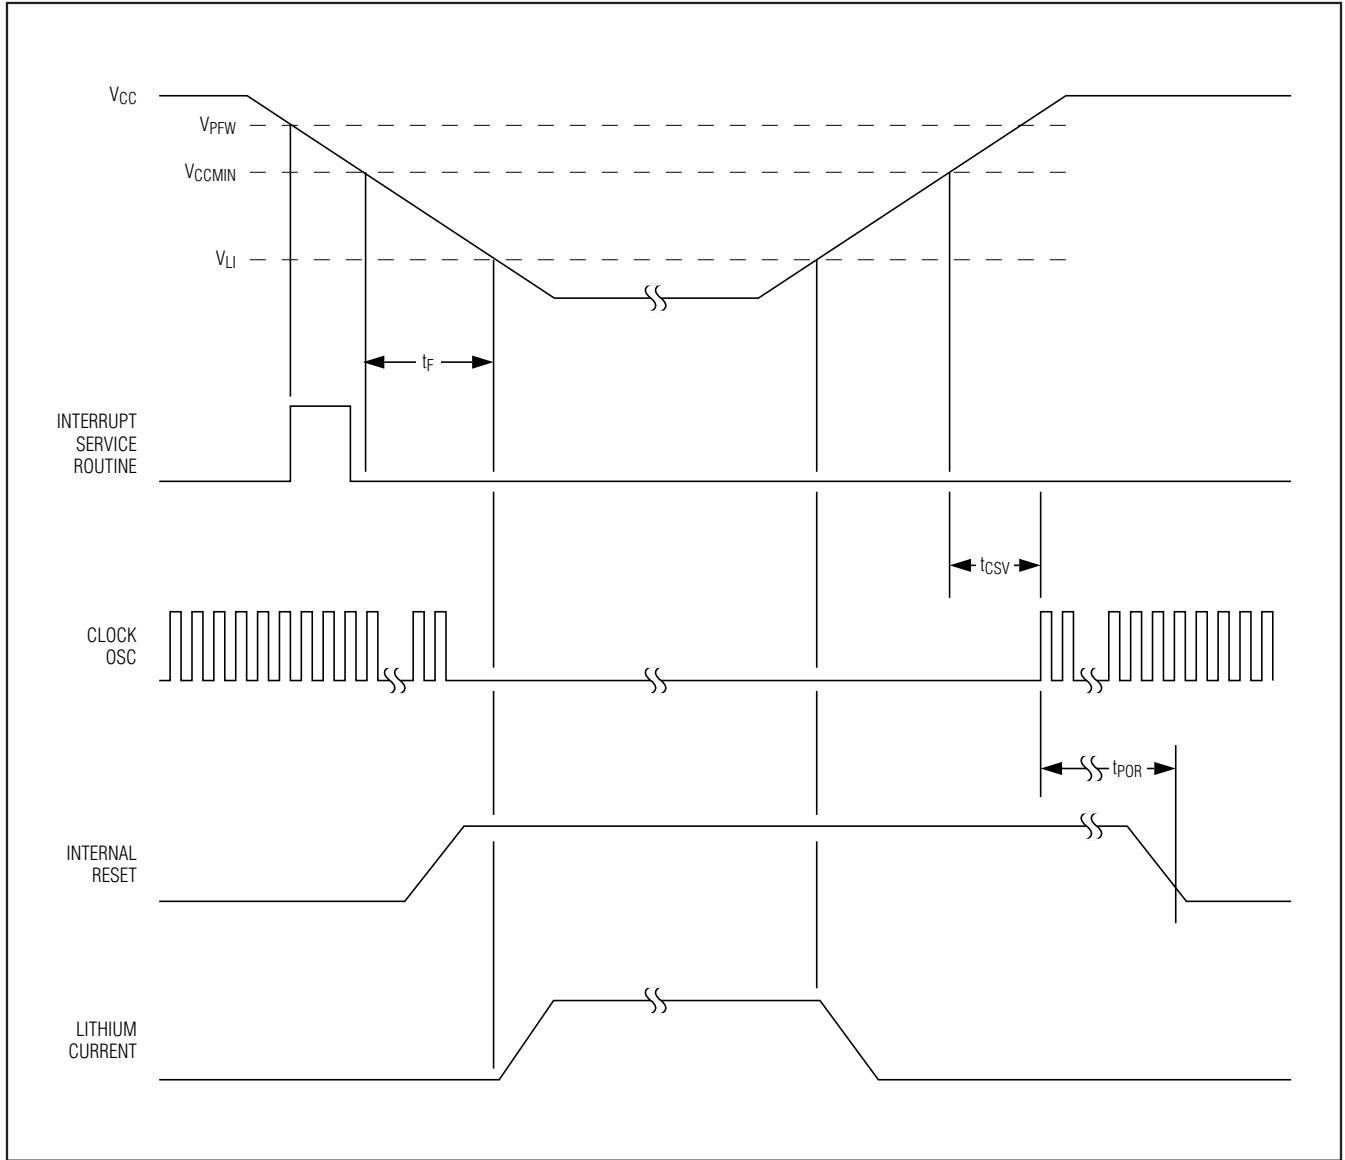 VCC
VPFW
VCCMIN
VLI
tF
INTERRUPT
SERVICE
ROUTINE
tCSV
CLOCK
OSC
tPOR
INTERNAL
RESET
LITHIUM
CURRENT